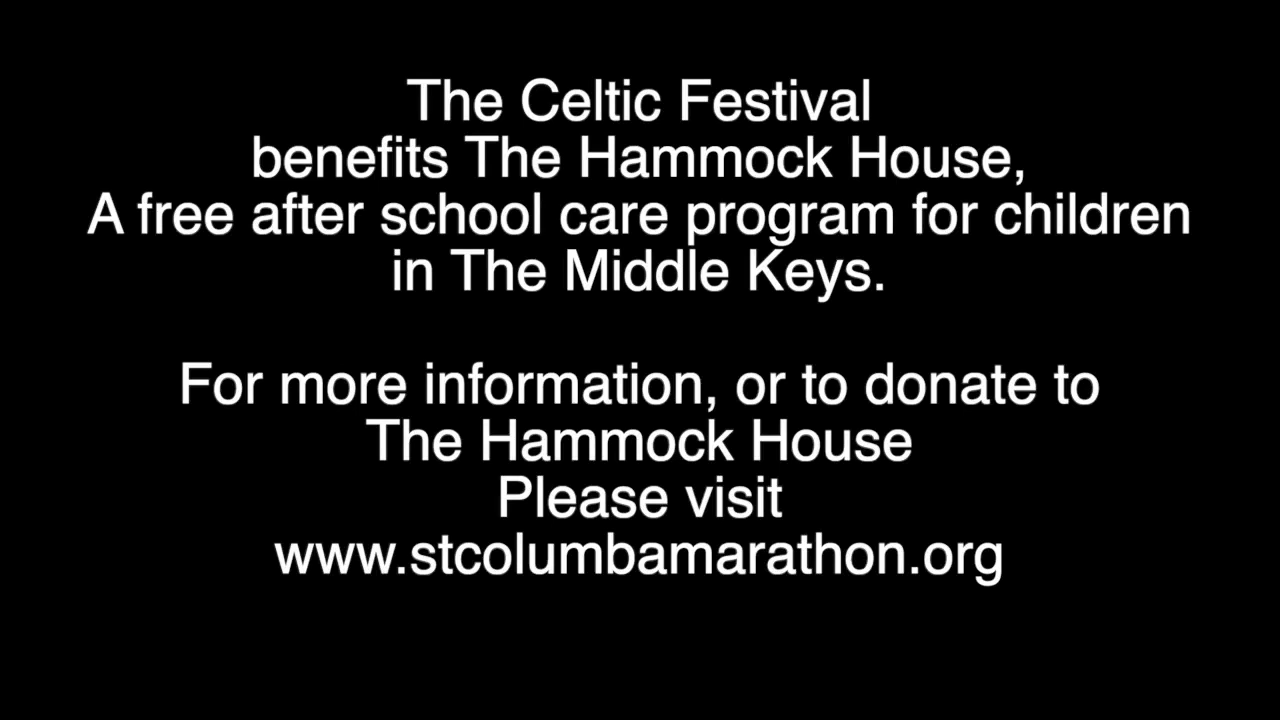 The Celtic Festival
benefits The Hammock House,
A free after school care program for children
in The Middle Keys.
For more information, or to donate to
The Hammock House
Please visit
www.stcolumbamarathon.org